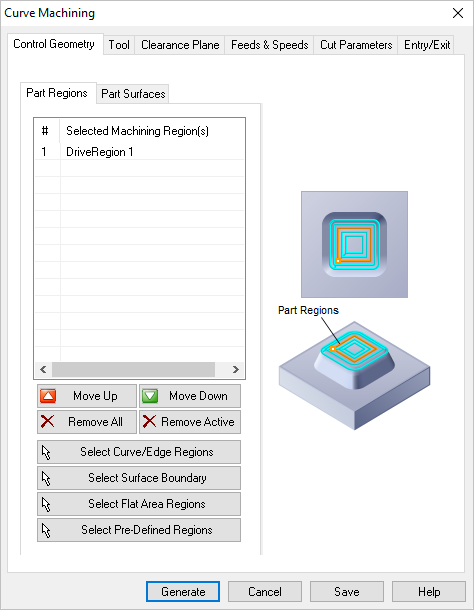 Curve Machining
Control Geometry Tool Clearance Plane Feeds & Speeds Cut Parameters Entry/Exit
Part Regions Part Surfaces
# Selected Machining Region(s)
1 DriveRegion 1
Part Regions
Move Up Move Down
Remove All Remove Active
Select Curve/Edge Regions
Select Surface Boundary
Select Flat Area Regions
Select Pre-Defined Regions
Generate Cancel Save Help